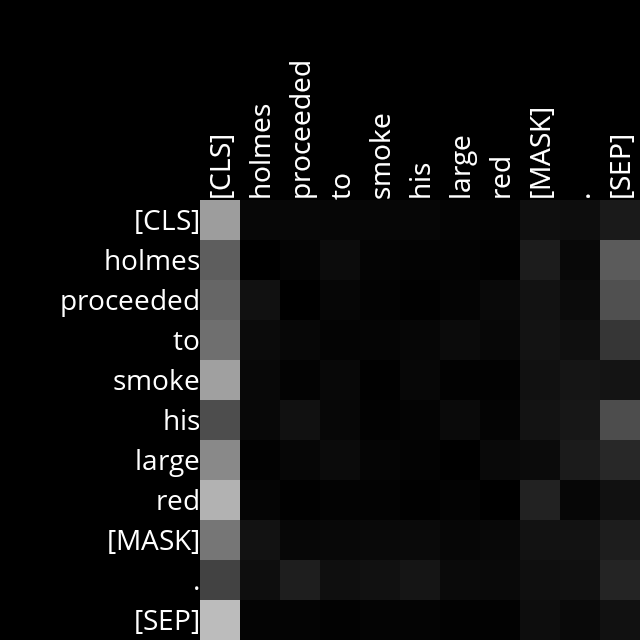 [CLS]
holmes
proceeded
to
smoke
his
large
red
[MASK]
.
[SEP]
[CLS]
holmes
proceeded
to
smoke
his
large
red
[MASK]
.
[SEP]